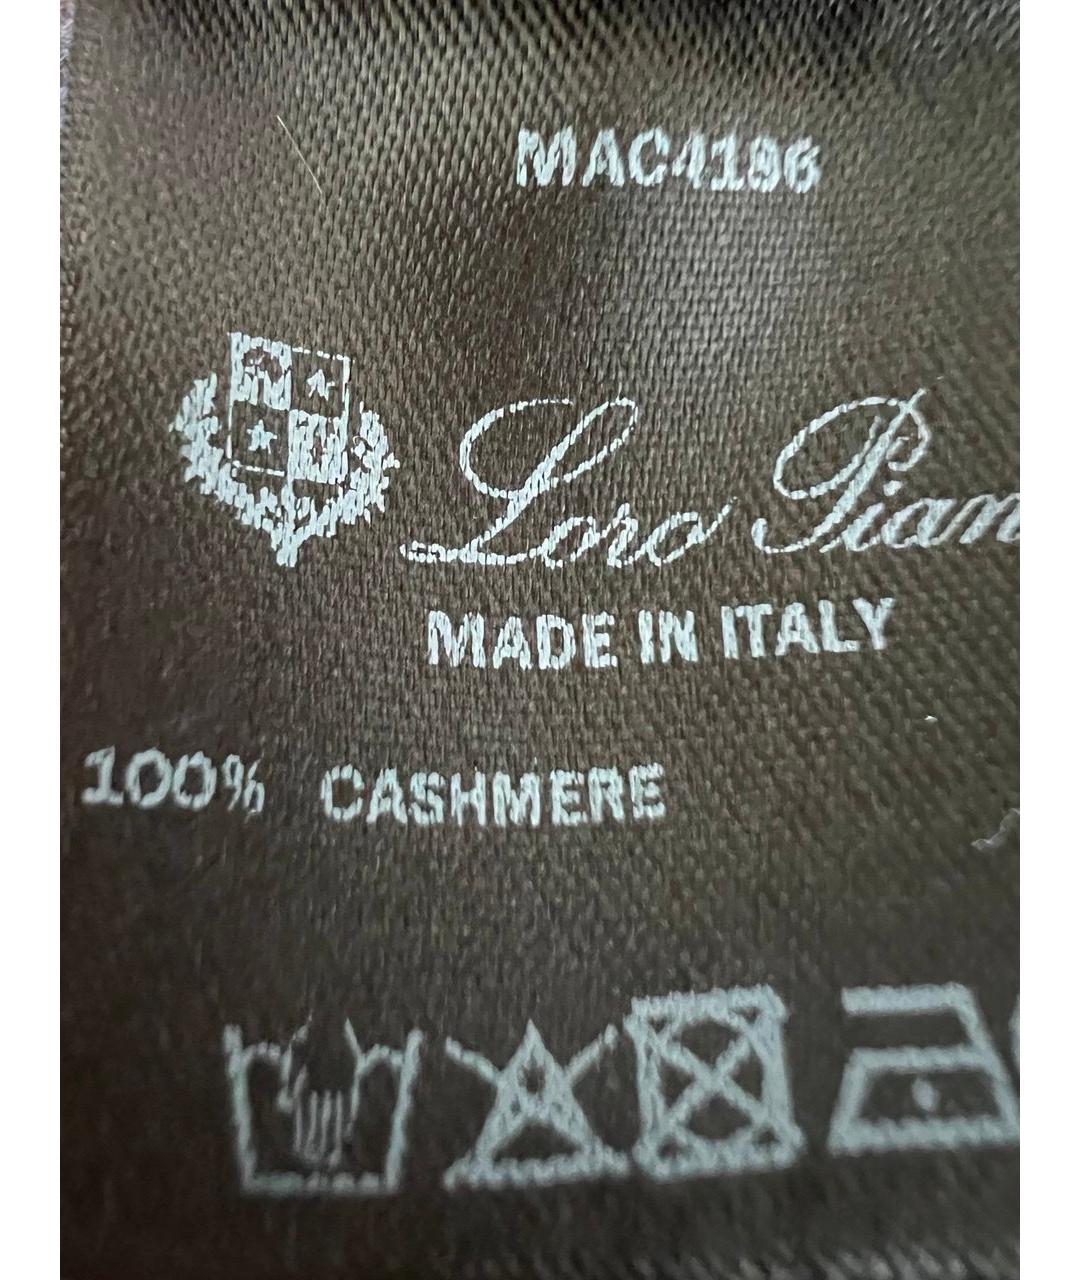 MAC4196
Loro Pian
MADE IN ITALY
100% CASHMERE